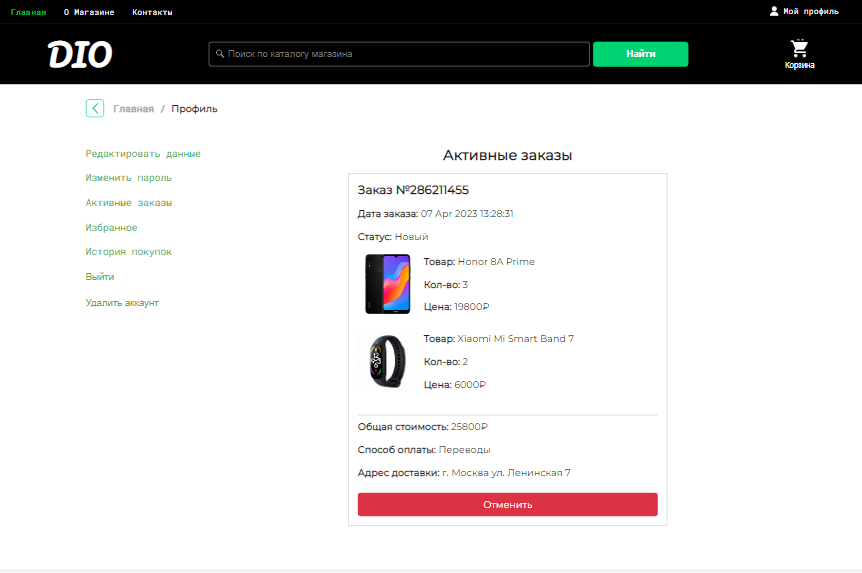 Главная О Магазине Контакты Мой профиль
DIO Поиск по каталогу магазина Найти Корзина
Главная / Профиль
Редактировать данные
Изменить пароль
Активные заказы
Избранное
История покупок
Выйти
Удалить аккаунт
Активные заказы
Заказ №286211455
Дата заказа: 07 Apr 2023 13:28:31
Статус: Новый
Товар: Honor 8A Prime
Кол-во: 3
Цена: 19800₽
Товар: Xiaomi Mi Smart Band 7
Кол-во: 2
Цена: 6000₽
Общая стоимость: 25800₽
Способ оплаты: Переводы
Адрес доставки: г. Москва ул. Ленинская 7
Отменить